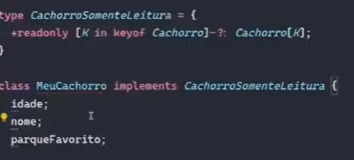 type CachorroSomenteLeitura = {
+readonly [K in keyof Cachorro]-?: Cachorro[K];
}
class MeuCachorro implements CachorroSomenteLeitura {
idade;
nome;
parqueFavorito;